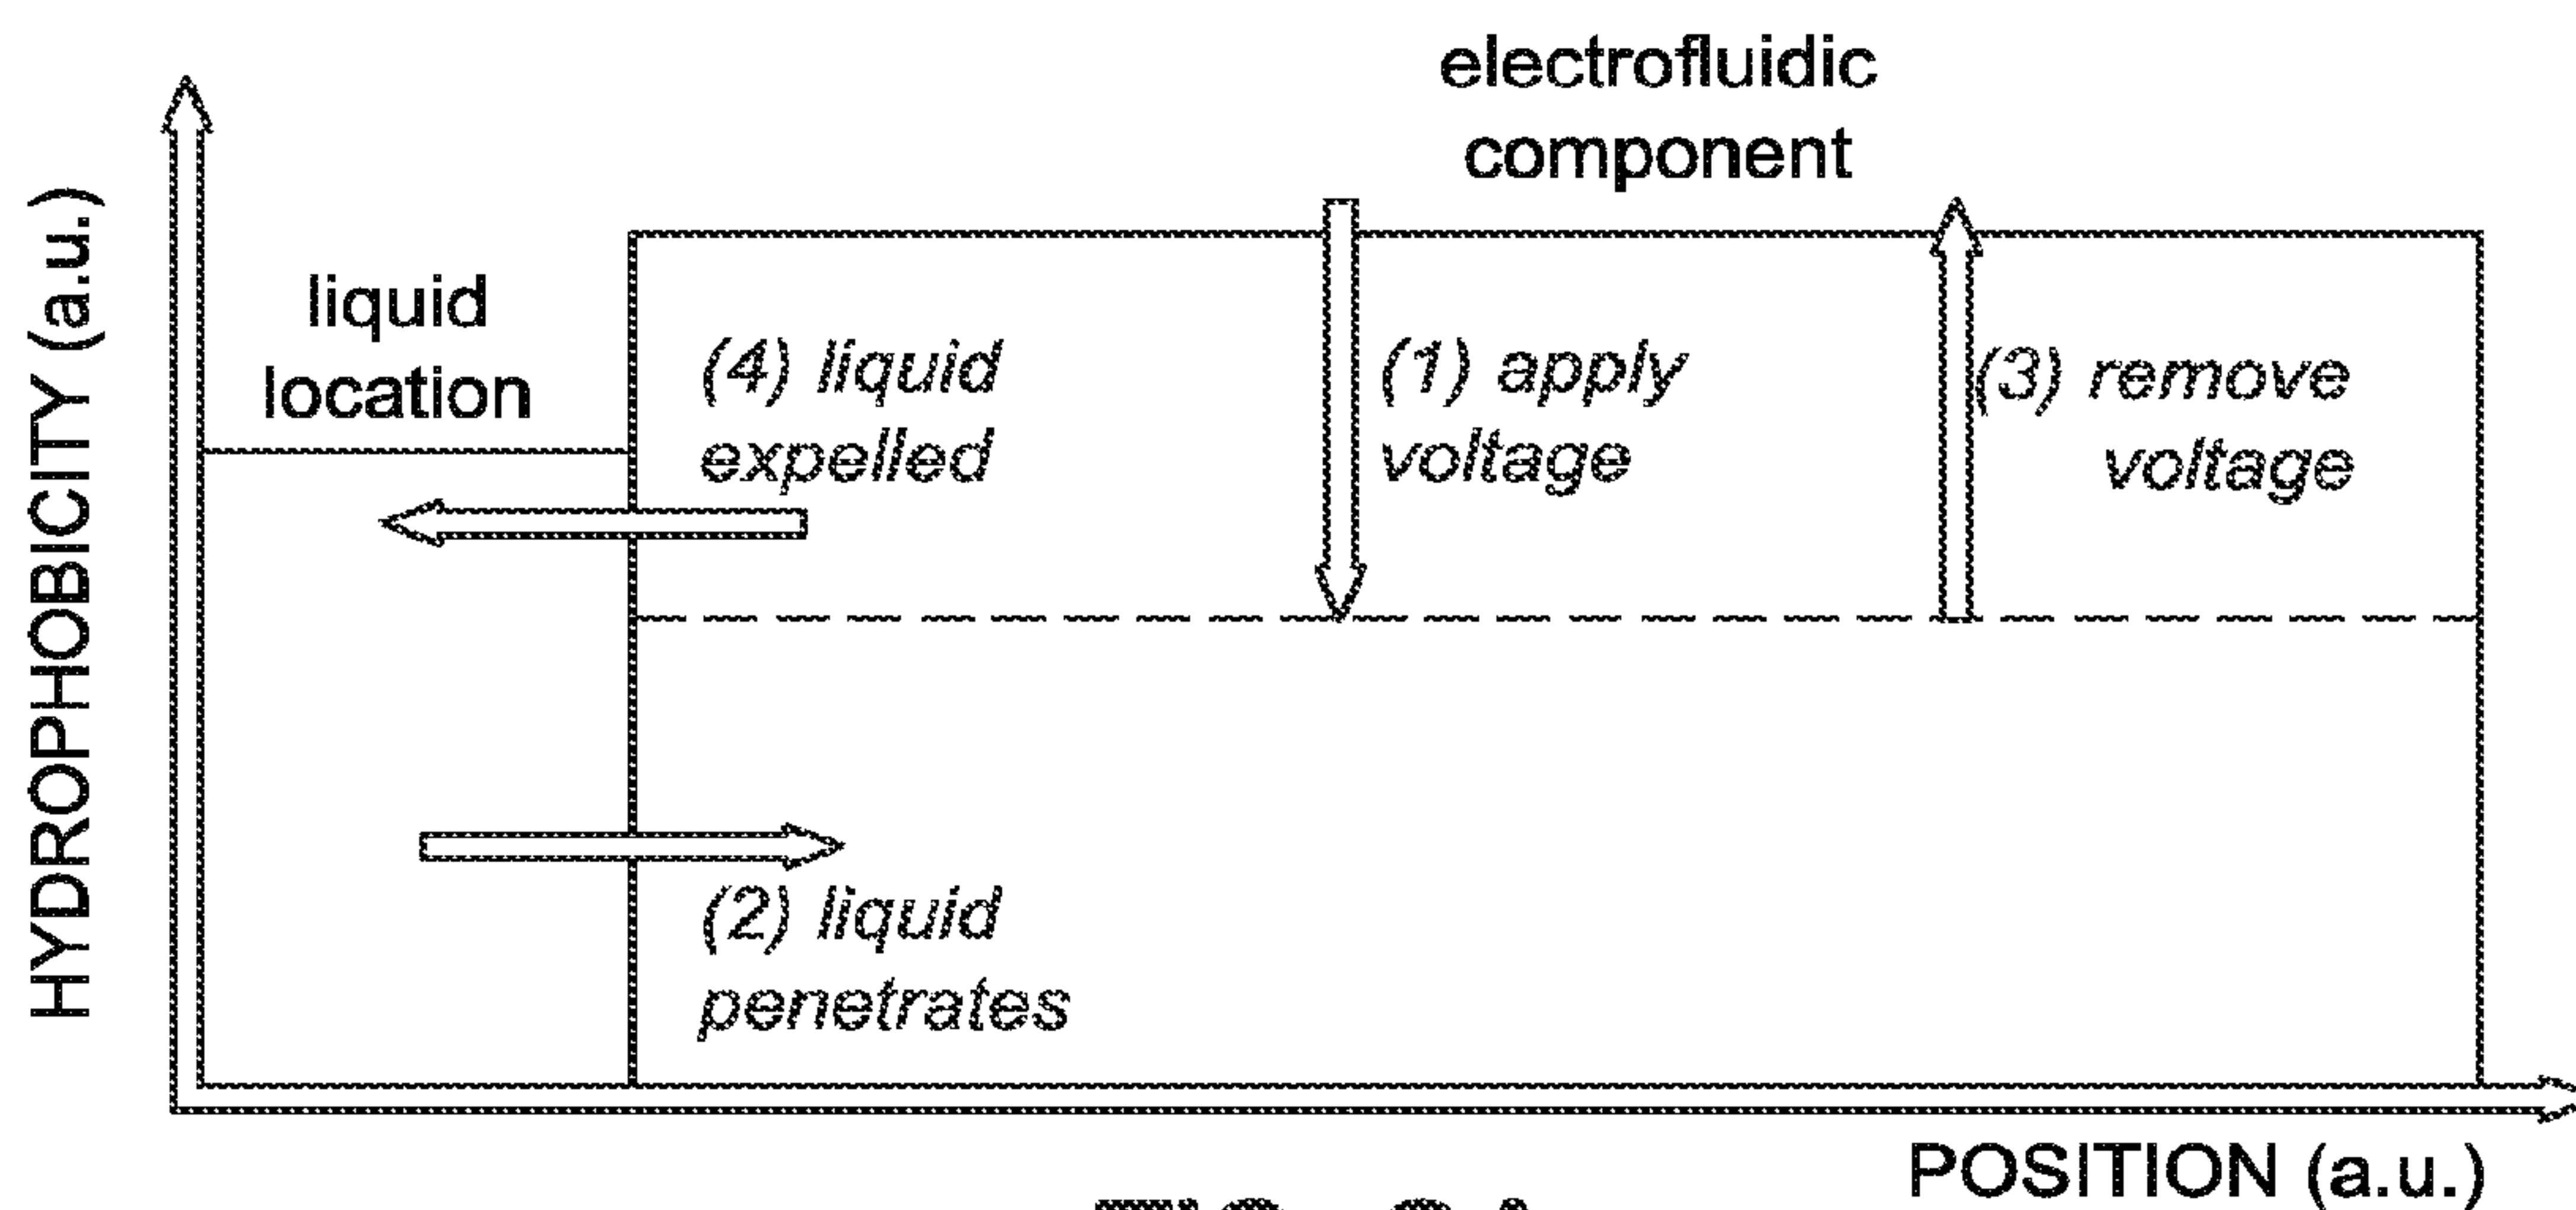 electrofluidic
component
HYDROPHOBICITY (a.u.)
liquid
location
(4) liquid
expelled
(1) apply
voltage
(3) remove
voltage
(2) liquid
penetrates
POSITION (a.u.)